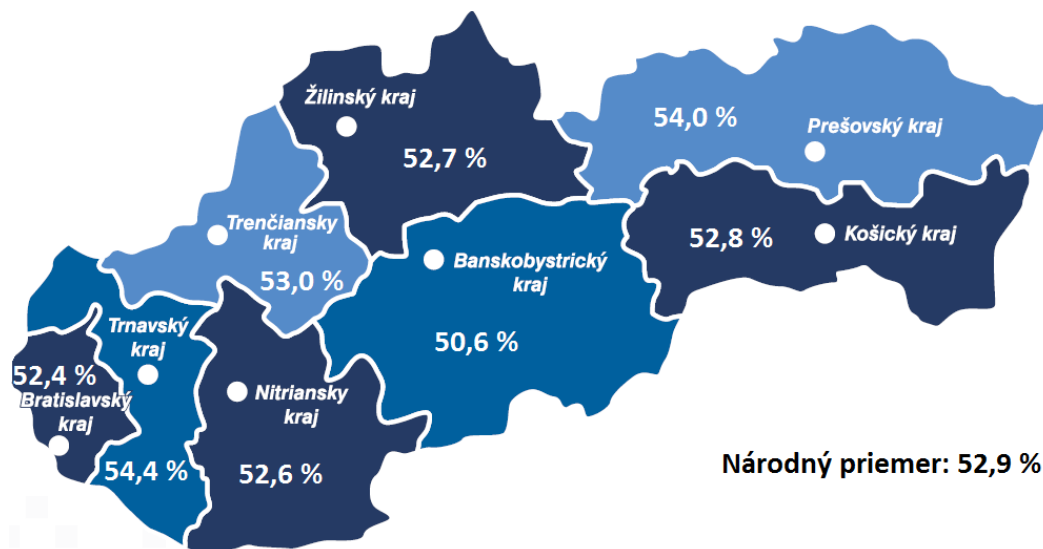 Žilinský kraj
52,7 %
54,0 %
Prešovský kraj
Trenčiansky
kraj
53,0 %
52,8 %
Košický kraj
Banskobystrický
kraj
50,6 %
Trnavský
kraj
54,4 %
52,4 %
Bratislavský
kraj
Nitriansky
kraj
52,6 %
Národný priemer: 52,9 %